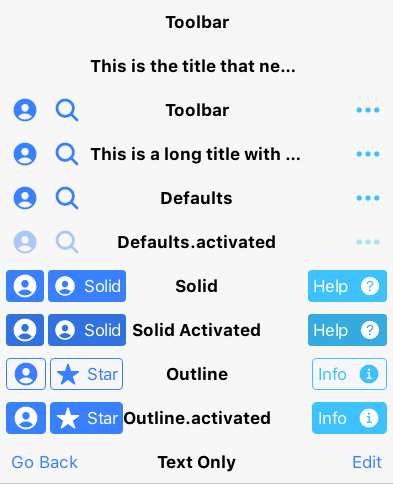 Toolbar
This is the title that ne...
Toolbar
This is a long title with ...
Defaults
Defaults.activated
Solid Solid Help
Solid Solid Activated Help
Star Outline Info
Star Outline.activated Info
Go Back Text Only Edit